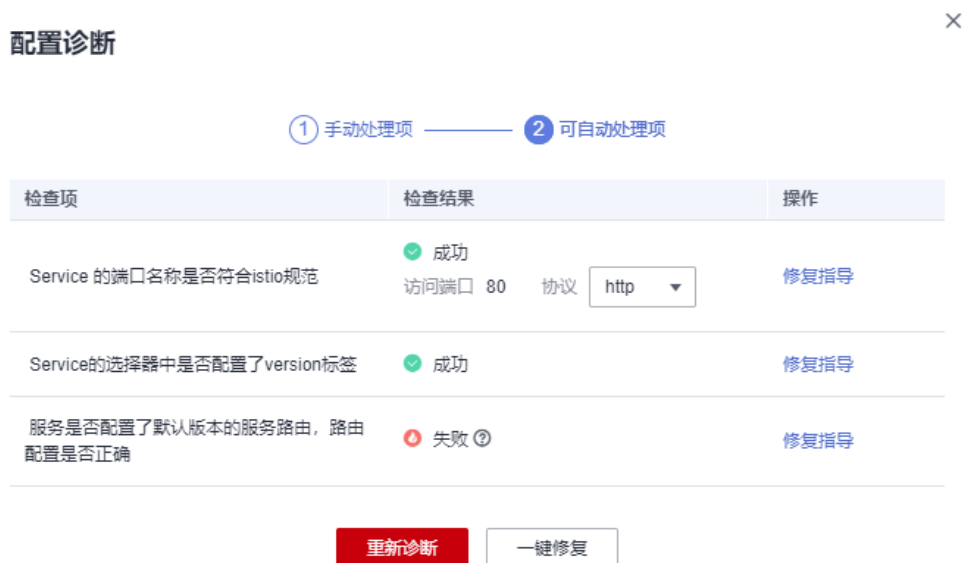 配置诊断
1 手动处理项 2 可自动处理项
检查项 检查结果 操作
Service 的端口名称是否符合istio规范 成功 修复指导
访问端口 80 协议 http
Service的选择器中是否配置了version标签 成功 修复指导
服务是否配置了默认版本的服务路由，路由
配置是否正确 失败 修复指导
重新诊断 一键修复